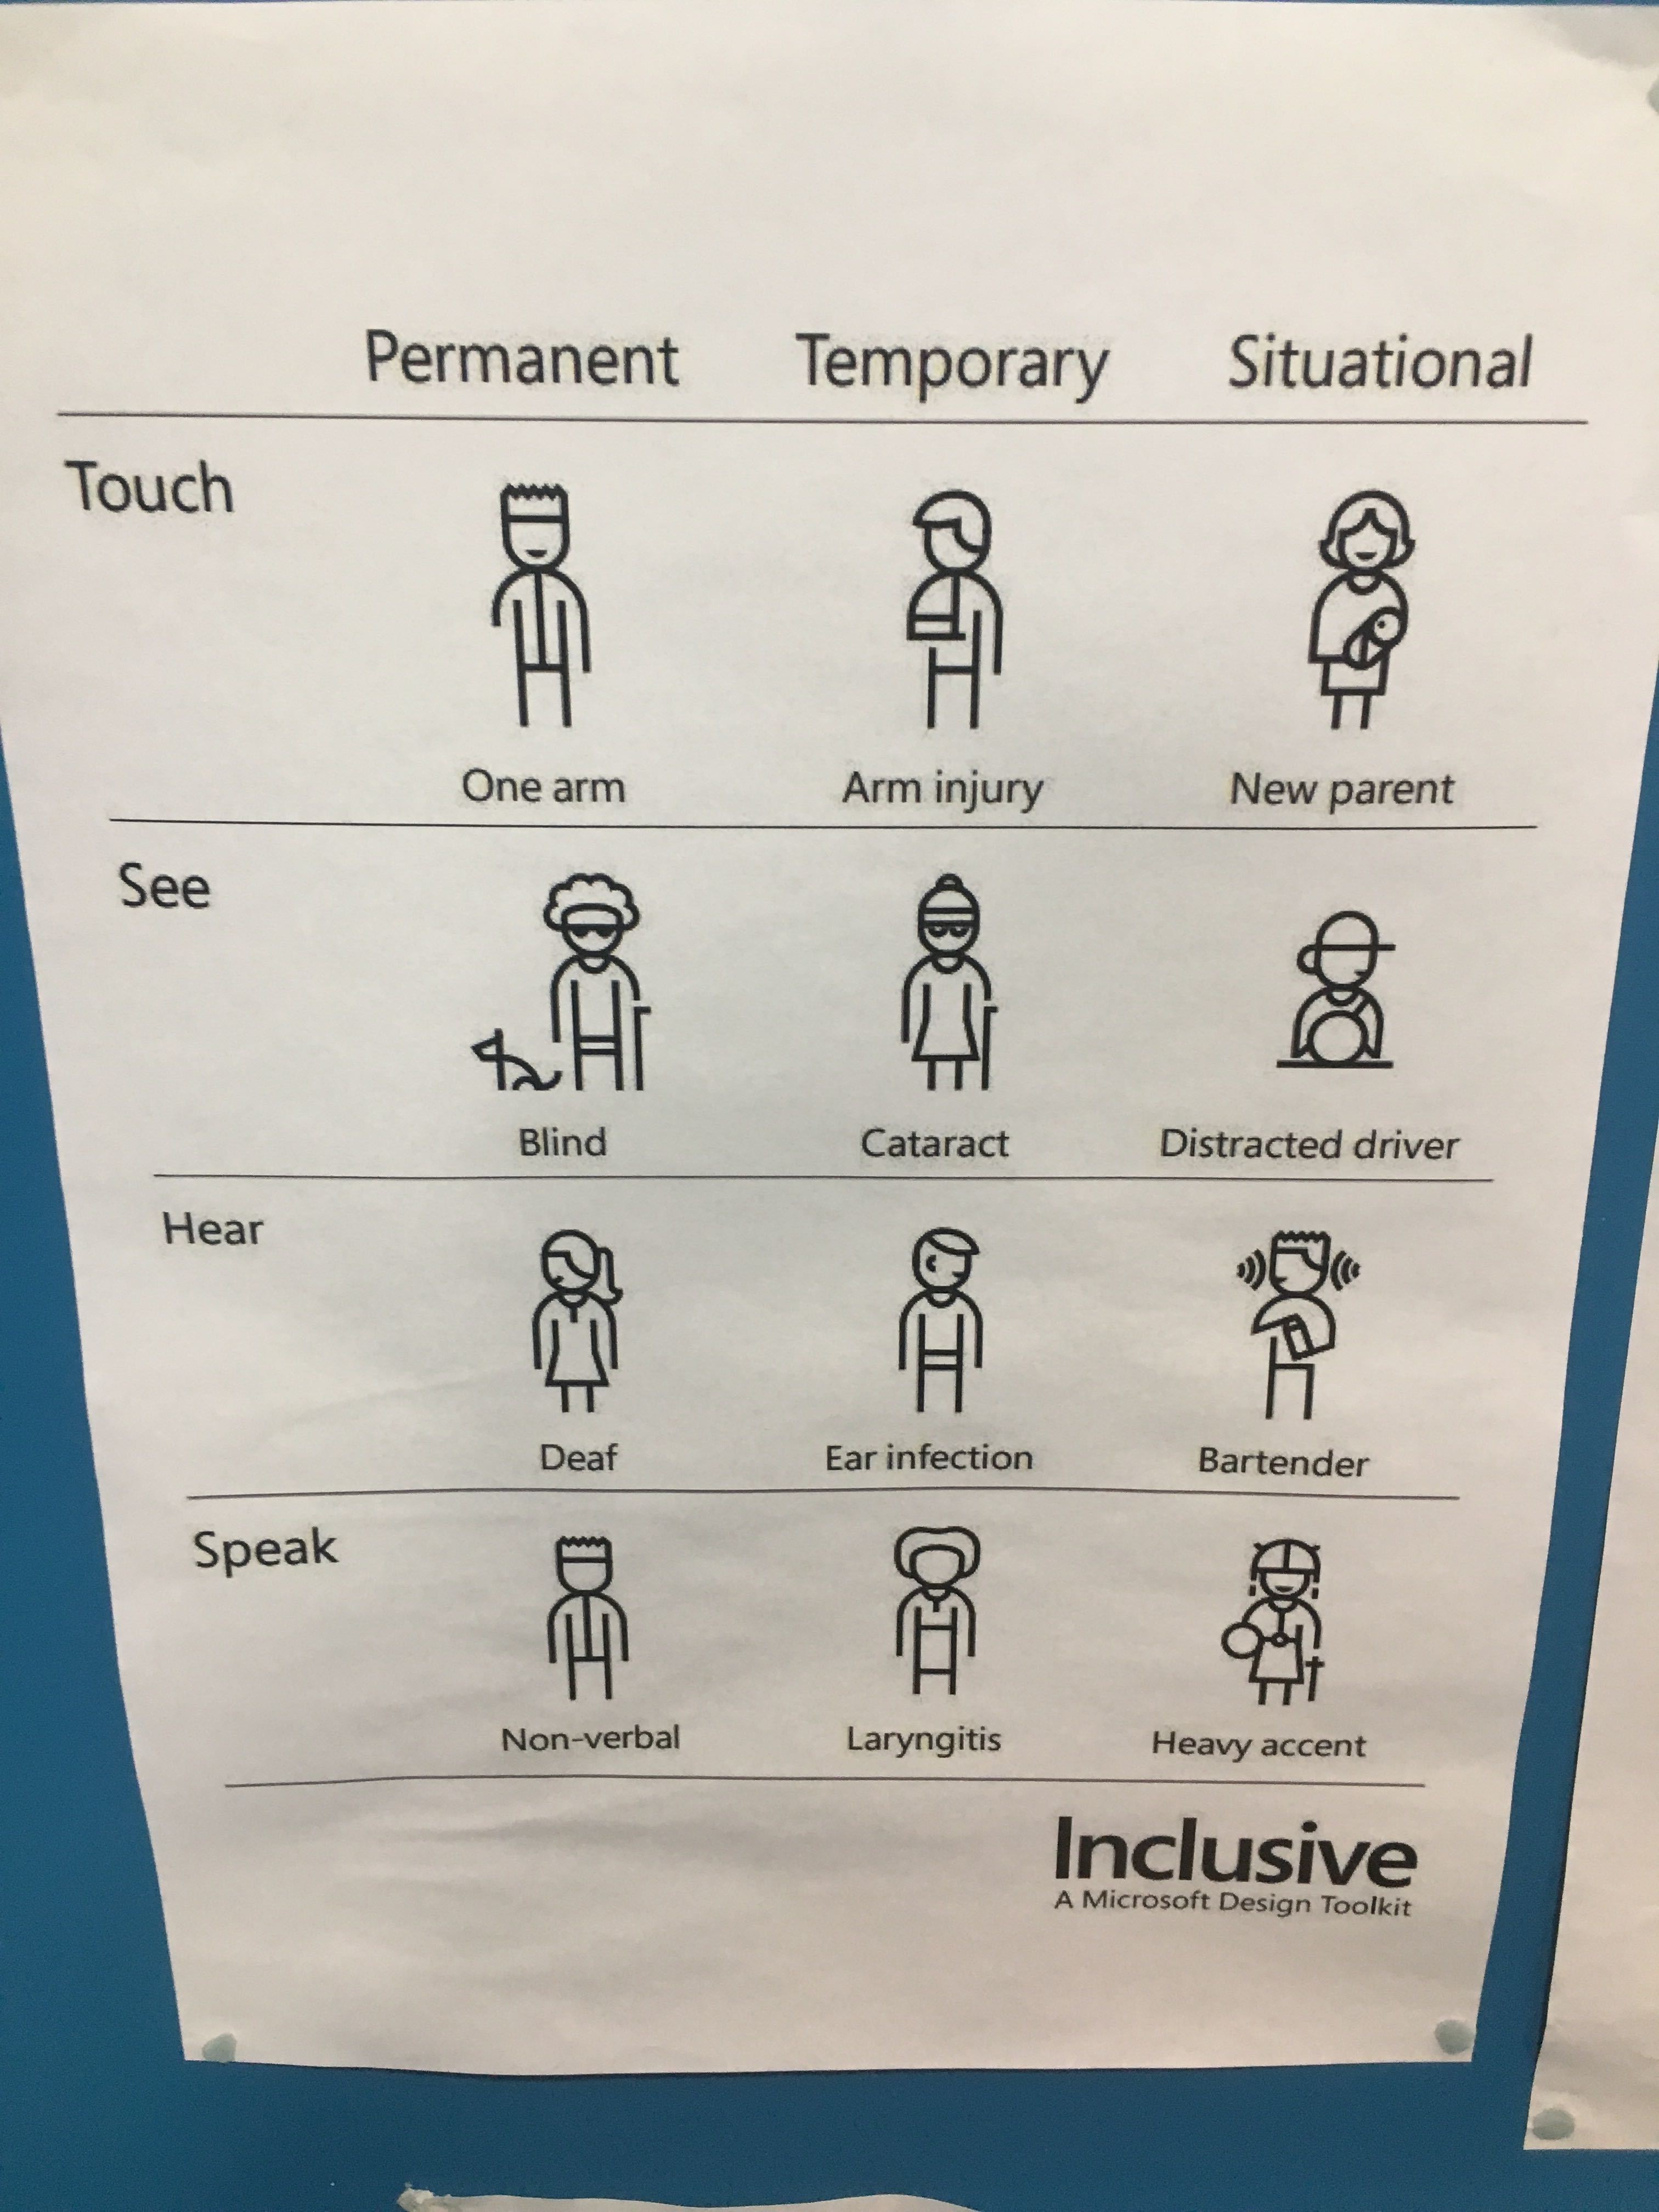 Permanent Temporary Situational
Touch
One arm Arm injury New parent
See
Blind Cataract Distracted driver
Hear
Deaf Ear infection Bartender
Speak
Non-verbal Laryngitis Heavy accent
Inclusive
A Microsoft Design Toolkit